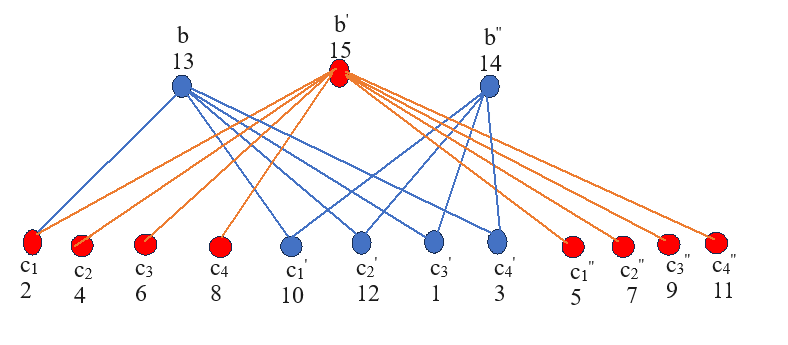 b b' b"
13 15 14
c₁ c₂ c₃ c₄ c₁' c₂' c₃' c₄' c₁" c₂" c₃" c₄"
2 4 6 8 10 12 1 3 5 7 9 11